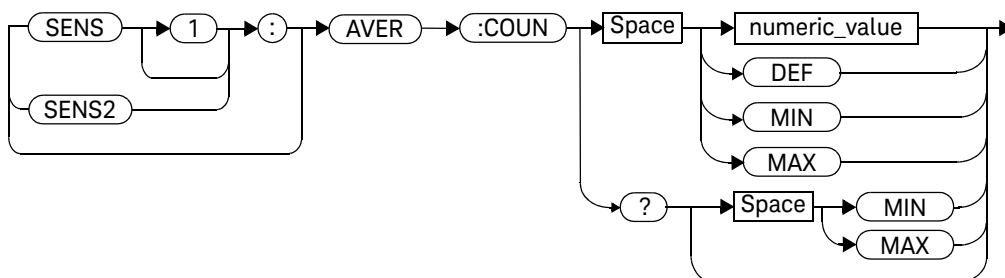 SENS 1 : AVER :COUN Space numeric_value
DEF
SENS2 MIN
MAX
? Space MIN
MAX